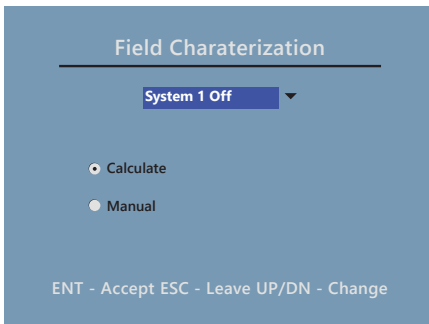 Field Charaterization
System 1 Off
Calculate
Manual
ENT - Accept ESC - Leave UP/DN - Change